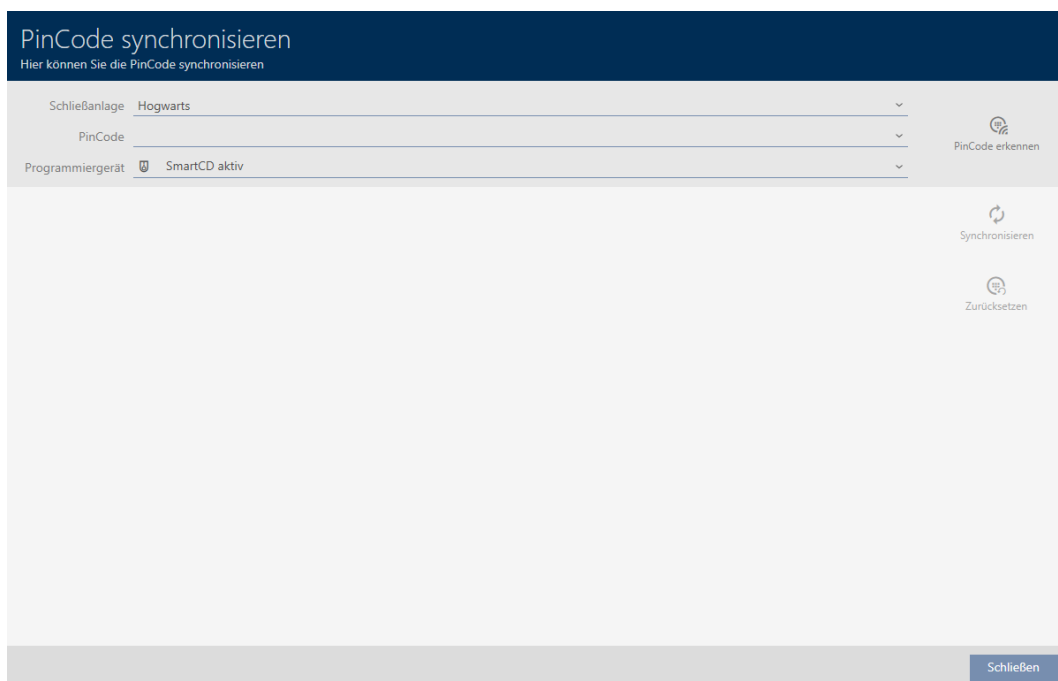 PinCode synchronisieren
Hier können Sie die PinCode synchronisieren
Schließanlage Hogwarts
PinCode
PinCode erkennen
Programmiergerät SmartCD aktiv
Synchronisieren
Zurücksetzen
Schließen